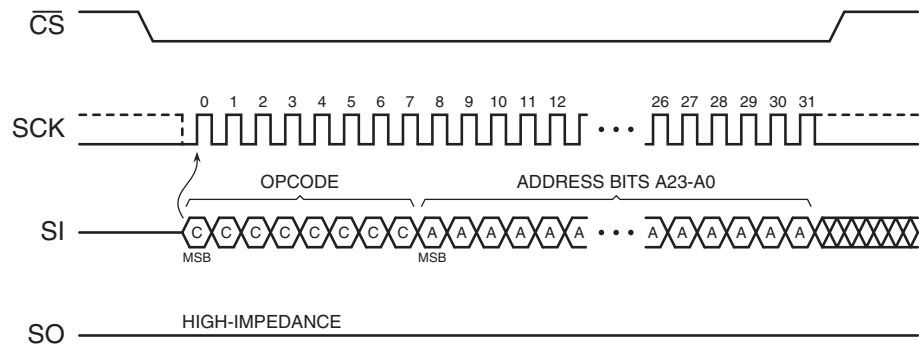 CS
0 1 2 3 4 5 6 7 8 9 10 11 12 26 27 28 29 30 31
SCK
• • •
OPCODE ADDRESS BITS A23-A0
SI C C C C C C C C A A A A A A • • • A A A A A A
MSB MSB
HIGH-IMPEDANCE
SO